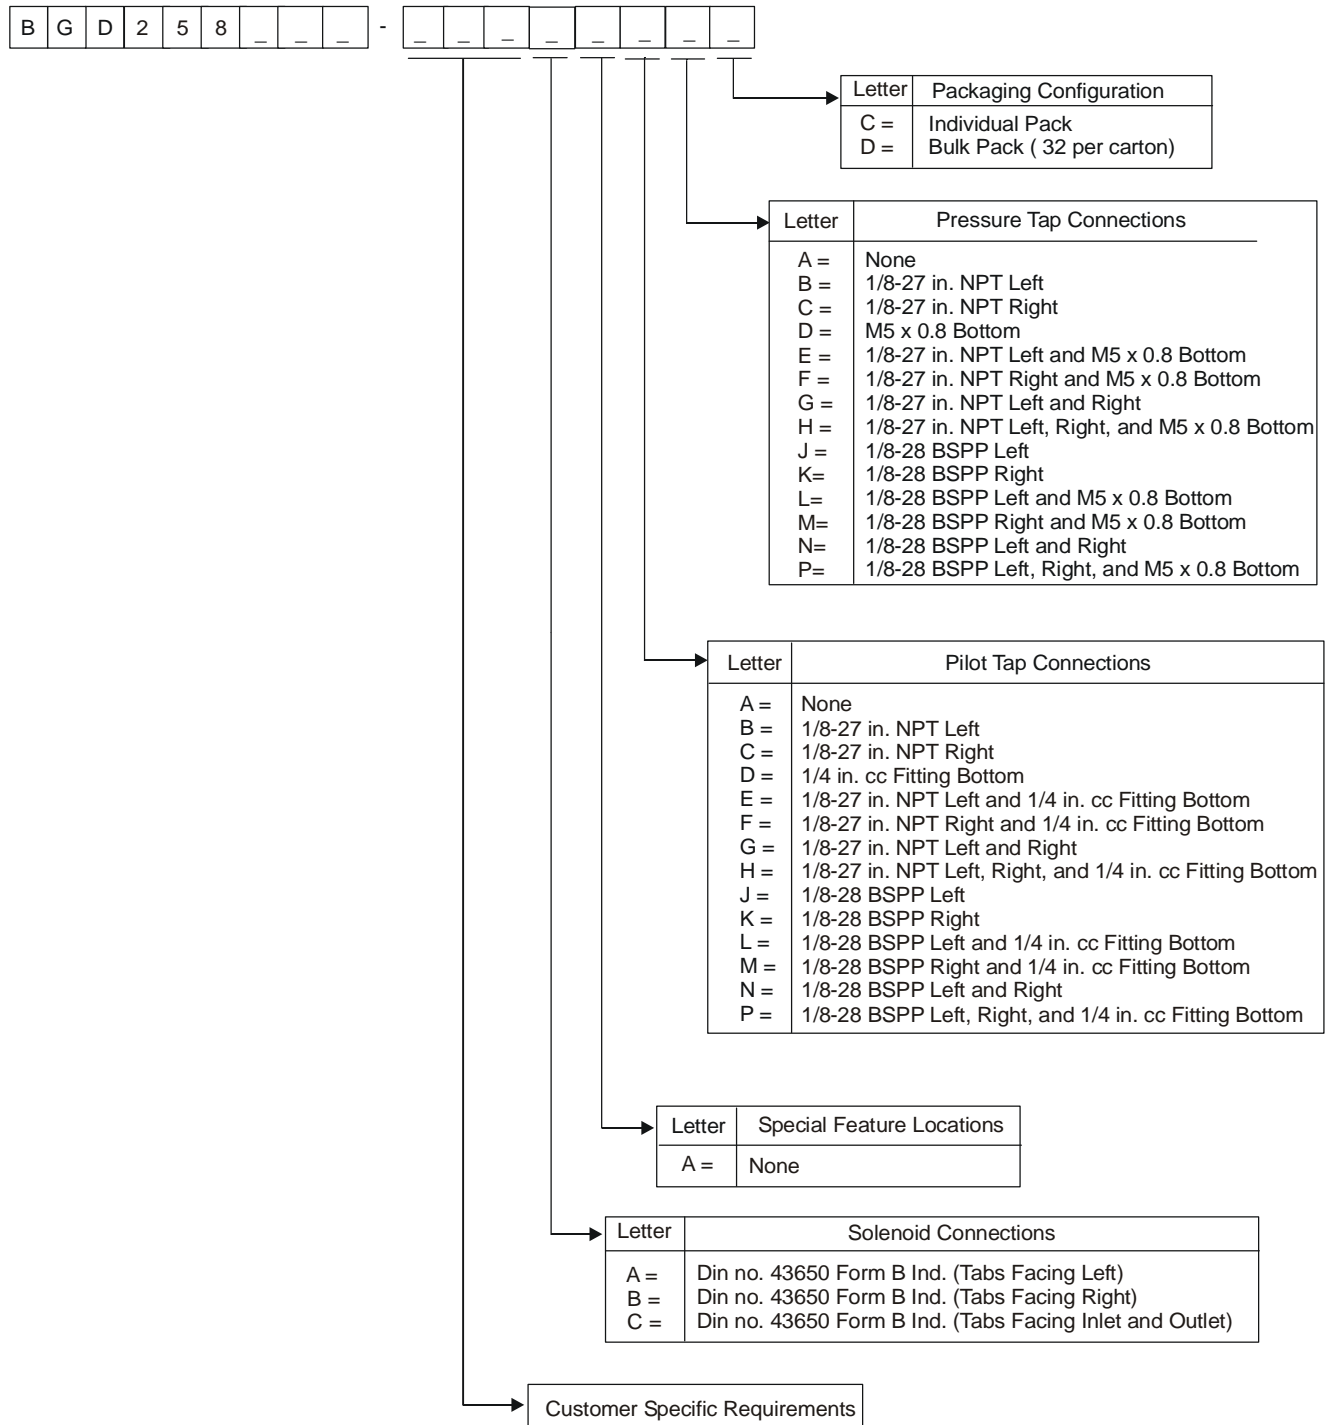 B G D 2 5 8 _ _ _ - _ _ _ _ _ _ _ _
Letter Packaging Configuration
C = Individual Pack
D = Bulk Pack ( 32 per carton)
Letter Pressure Tap Connections
A = None
B = 1/8-27 in. NPT Left
C = 1/8-27 in. NPT Right
D = M5 x 0.8 Bottom
E = 1/8-27 in. NPT Left and M5 x 0.8 Bottom
F = 1/8-27 in. NPT Right and M5 x 0.8 Bottom
G = 1/8-27 in. NPT Left and Right
H = 1/8-27 in. NPT Left, Right, and M5 x 0.8 Bottom
J = 1/8-28 BSPP Left
K= 1/8-28 BSPP Right
L= 1/8-28 BSPP Left and M5 x 0.8 Bottom
M= 1/8-28 BSPP Right and M5 x 0.8 Bottom
N= 1/8-28 BSPP Left and Right
P= 1/8-28 BSPP Left, Right, and M5 x 0.8 Bottom
Letter Pilot Tap Connections
A = None
B = 1/8-27 in. NPT Left
C = 1/8-27 in. NPT Right
D = 1/4 in. cc Fitting Bottom
E = 1/8-27 in. NPT Left and 1/4 in. cc Fitting Bottom
F = 1/8-27 in. NPT Right and 1/4 in. cc Fitting Bottom
G = 1/8-27 in. NPT Left and Right
H = 1/8-27 in. NPT Left, Right, and 1/4 in. cc Fitting Bottom
J = 1/8-28 BSPP Left
K = 1/8-28 BSPP Right
L = 1/8-28 BSPP Left and 1/4 in. cc Fitting Bottom
M = 1/8-28 BSPP Right and 1/4 in. cc Fitting Bottom
N = 1/8-28 BSPP Left and Right
P = 1/8-28 BSPP Left, Right, and 1/4 in. cc Fitting Bottom
Letter Special Feature Locations
A = None
Letter Solenoid Connections
A = Din no. 43650 Form B Ind. (Tabs Facing Left)
B = Din no. 43650 Form B Ind. (Tabs Facing Right)
C = Din no. 43650 Form B Ind. (Tabs Facing Inlet and Outlet)
Customer Specific Requirements